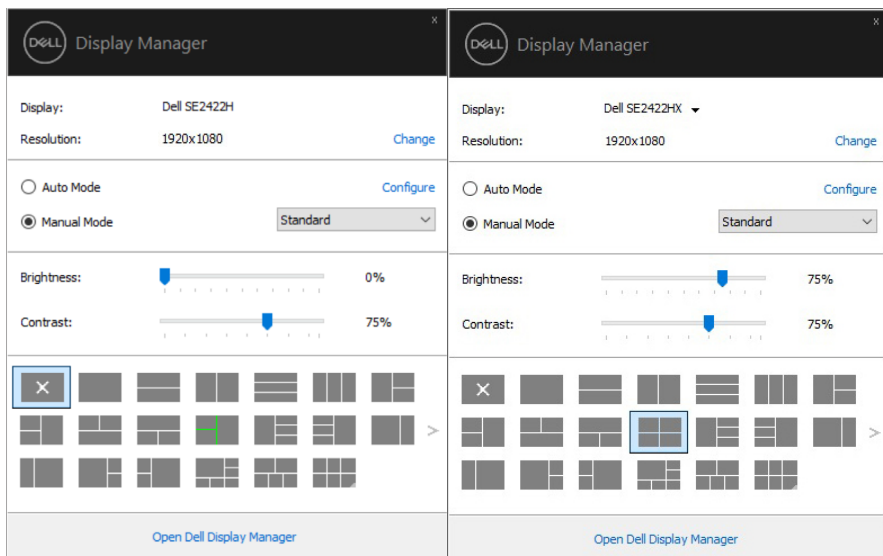 DELL Display Manager x
Display: Dell SE2422H
Resolution: 1920x1080 Change
Auto Mode Configure
Manual Mode Standard
Brightness: 0%
Contrast: 75%
Open Dell Display Manager
DELL Display Manager x
Display: Dell SE2422HX
Resolution: 1920x1080 Change
Auto Mode Configure
Manual Mode Standard
Brightness: 75%
Contrast: 75%
Open Dell Display Manager